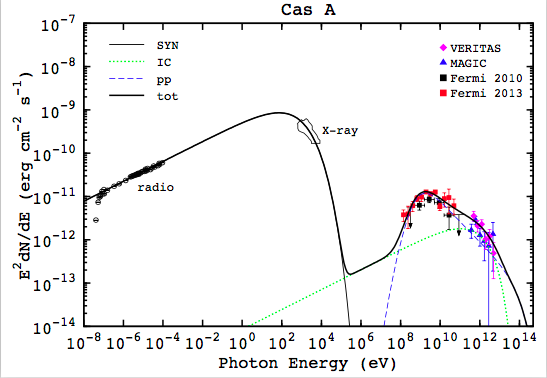 Cas A
10⁻⁷
10⁻⁸
10⁻⁹
10⁻¹⁰
10⁻¹¹
10⁻¹²
10⁻¹³
10⁻¹⁴
E²dN/dE (erg cm⁻² s⁻¹)
SYN
IC
pp
tot
VERITAS
MAGIC
Fermi 2010
Fermi 2013
X-ray
radio
10⁻⁸ 10⁻⁶ 10⁻⁴ 10⁻² 10⁰ 10² 10⁴ 10⁶ 10⁸ 10¹⁰ 10¹² 10¹⁴
Photon Energy (eV)